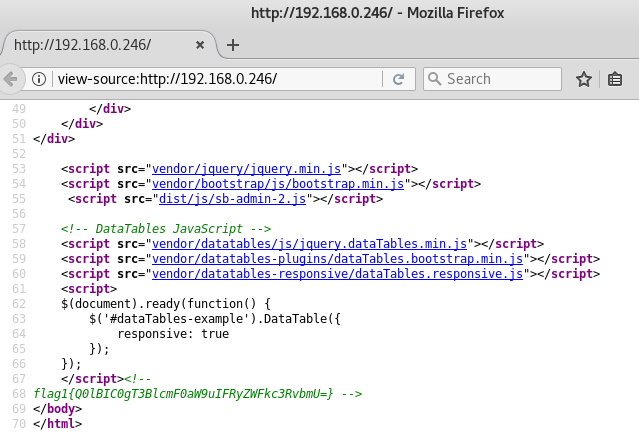 http://192.168.0.246/ - Mozilla Firefox
http://192.168.0.246/
view-source:http://192.168.0.246/
Search
49 </div>
50 </div>
51 </div>
52
53 <script src="vendor/jquery/jquery.min.js"></script>
54 <script src="vendor/bootstrap/js/bootstrap.min.js"></script>
55 <script src="dist/js/sb-admin-2.js"></script>
56
57 <!-- DataTables JavaScript -->
58 <script src="vendor/datatables/js/jquery.dataTables.min.js"></script>
59 <script src="vendor/datatables-plugins/dataTables.bootstrap.min.js"></script>
60 <script src="vendor/datatables-responsive/dataTables.responsive.js"></script>
61 <script>
62 $(document).ready(function() {
63 $('#dataTables-example').DataTable({
64 responsive: true
65 });
66 });
67 </script><!--
68 flag1{Q0lBIC0gT3BlcmF0aW9uIFRyZWFkc3RvbmU=} -->
69 </body>
70 </html>